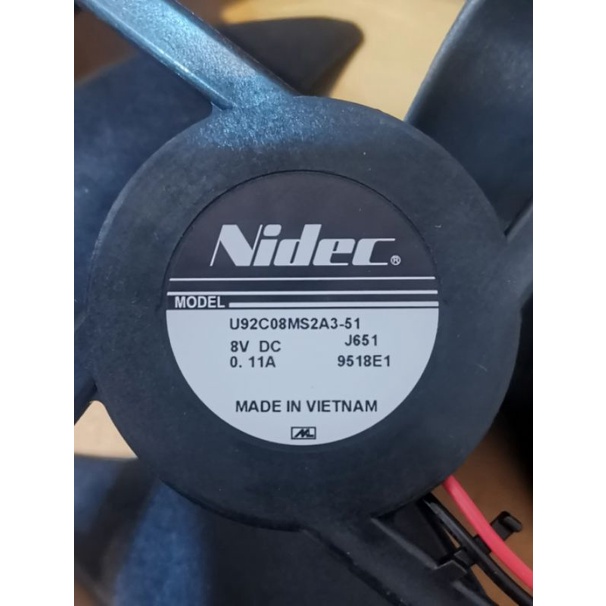 Nidec®
MODEL
U92C08MS2A3-51
8V DC J651
0.11A 9518E1
MADE IN VIETNAM